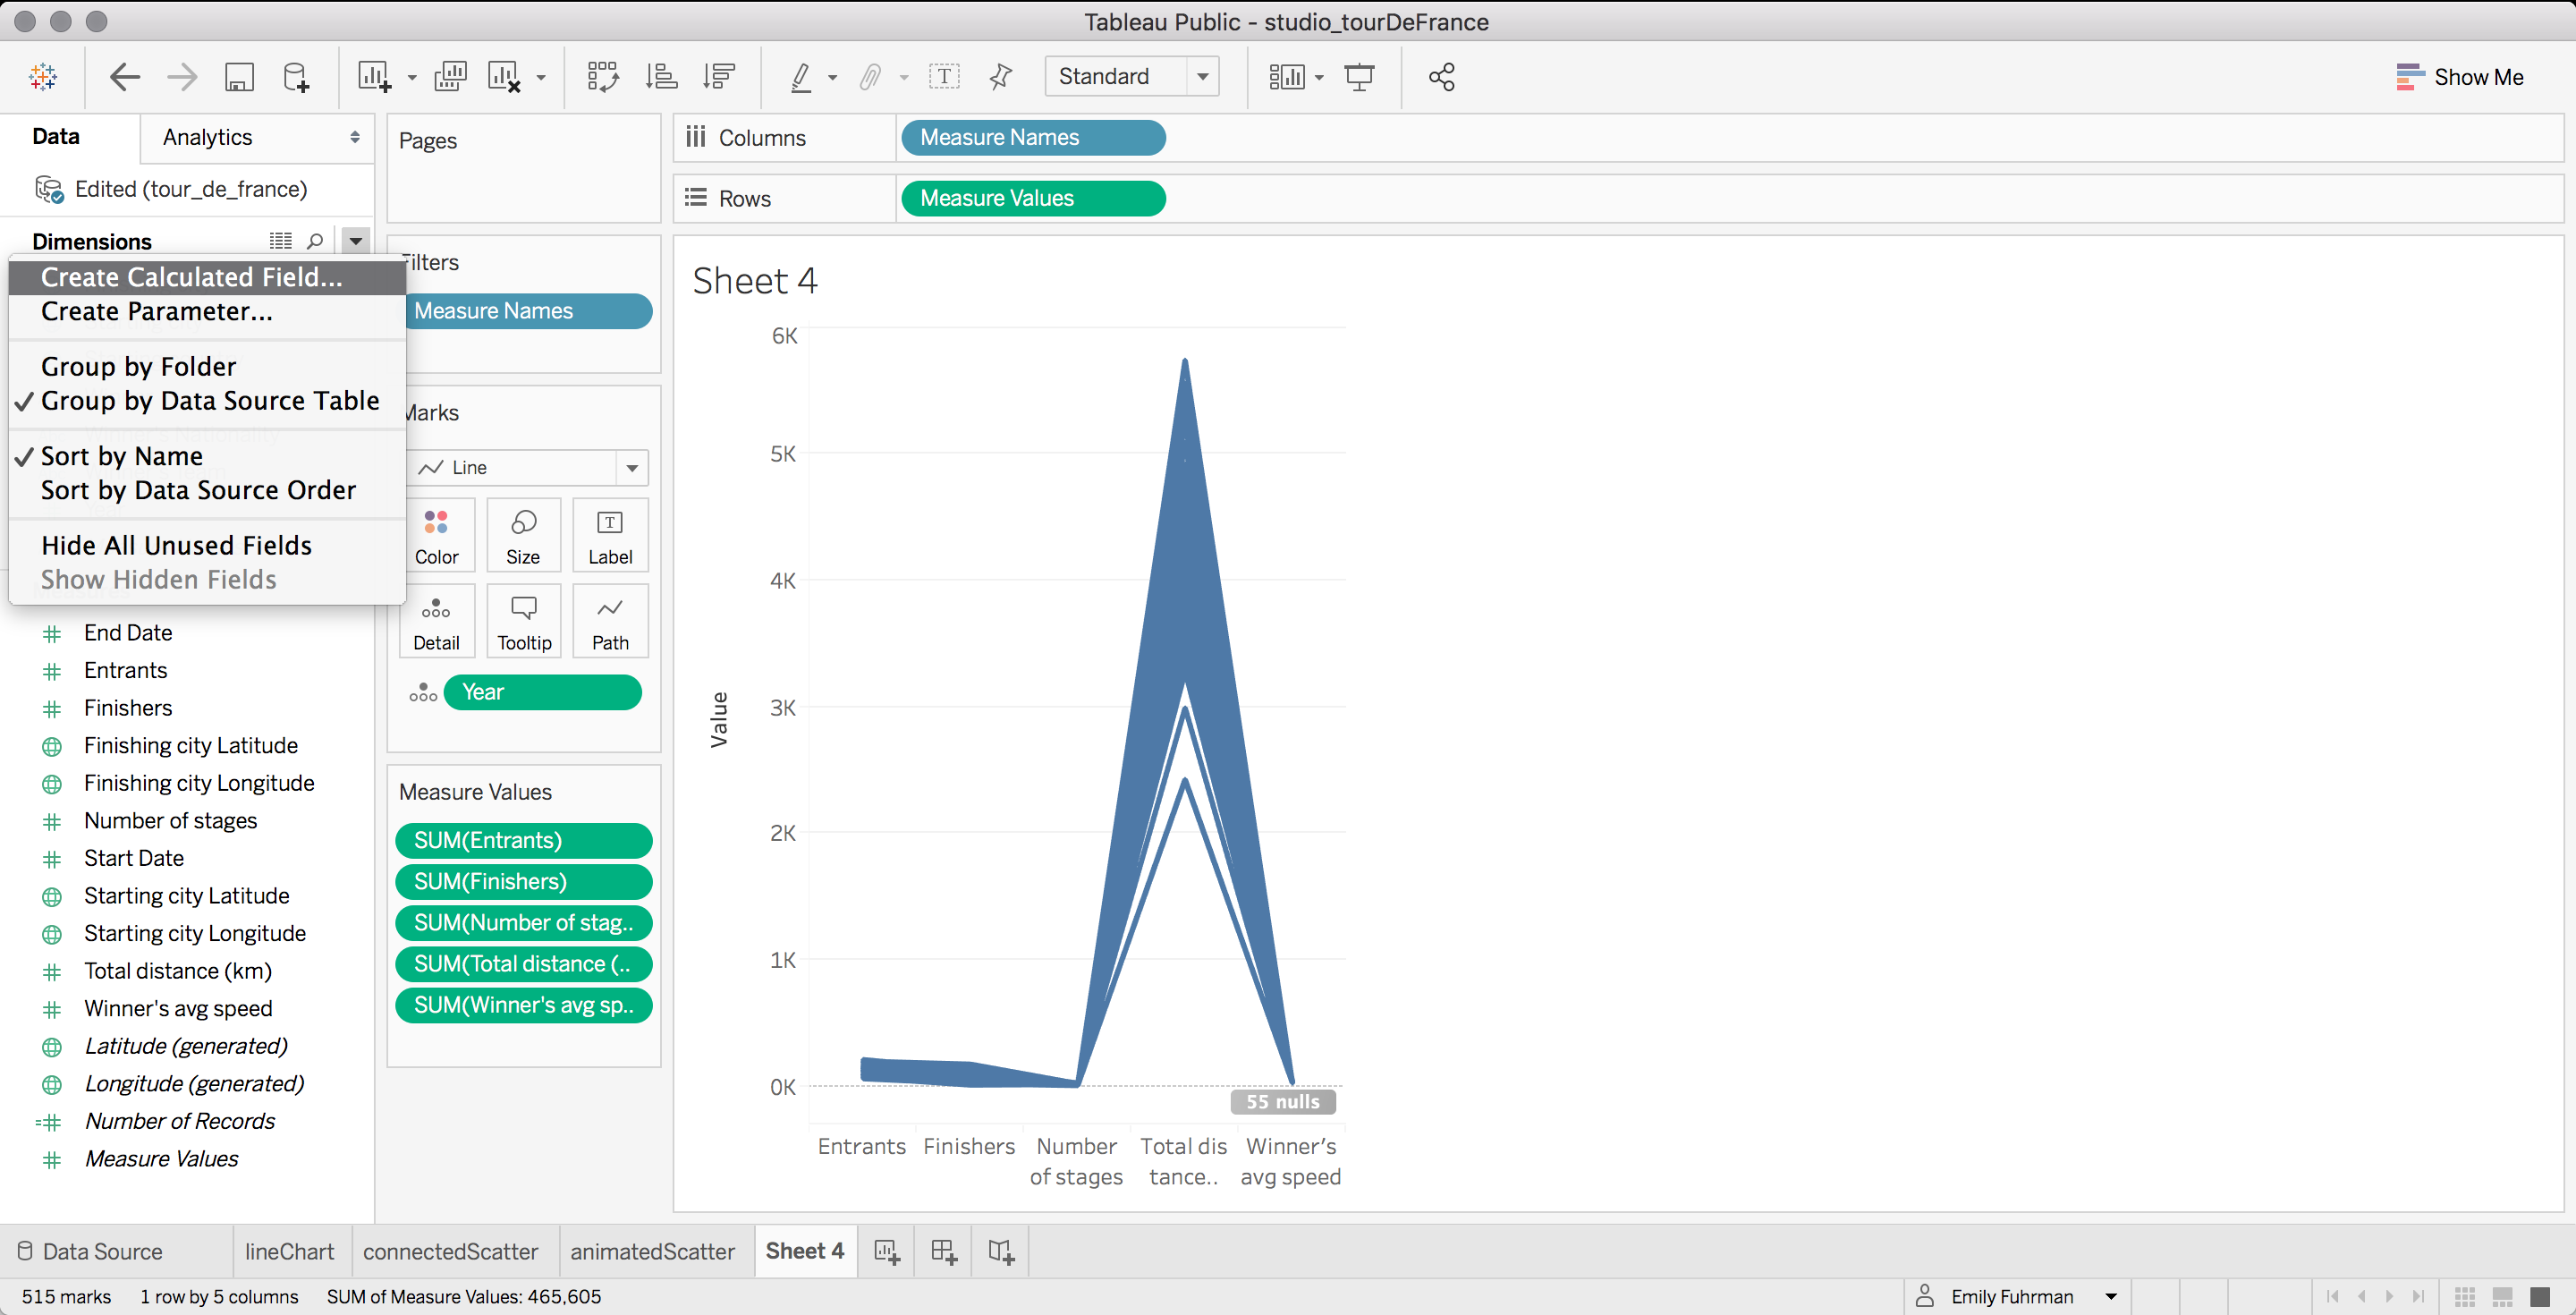 Tableau Public - studio_tourDeFrance
Standard
Show Me
Data
Analytics
Pages
Columns
Measure Names
Edited (tour_de_france)
Rows
Measure Values
Dimensions
Create Calculated Field...
Create Parameter...
Group by Folder
Group by Data Source Table
Sort by Name
Sort by Data Source Order
Hide All Unused Fields
Show Hidden Fields
End Date
Entrants
Finishers
Finishing city Latitude
Finishing city Longitude
Number of stages
Start Date
Starting city Latitude
Starting city Longitude
Total distance (km)
Winner's avg speed
Latitude (generated)
Longitude (generated)
Number of Records
Measure Values
Filters
Measure Names
Marks
Line
Color
Size
Label
Detail
Tooltip
Path
Year
Measure Values
SUM(Entrants)
SUM(Finishers)
SUM(Number of stag..
SUM(Total distance (..
SUM(Winner's avg sp..
Sheet 4
6K
5K
4K
3K
2K
1K
0K
Value
55 nulls
Entrants
Finishers
Number
of stages
Total dis
tance..
Winner's
avg speed
Data Source
lineChart
connectedScatter
animatedScatter
Sheet 4
515 marks
1 row by 5 columns
SUM of Measure Values: 465,605
Emily Fuhrman